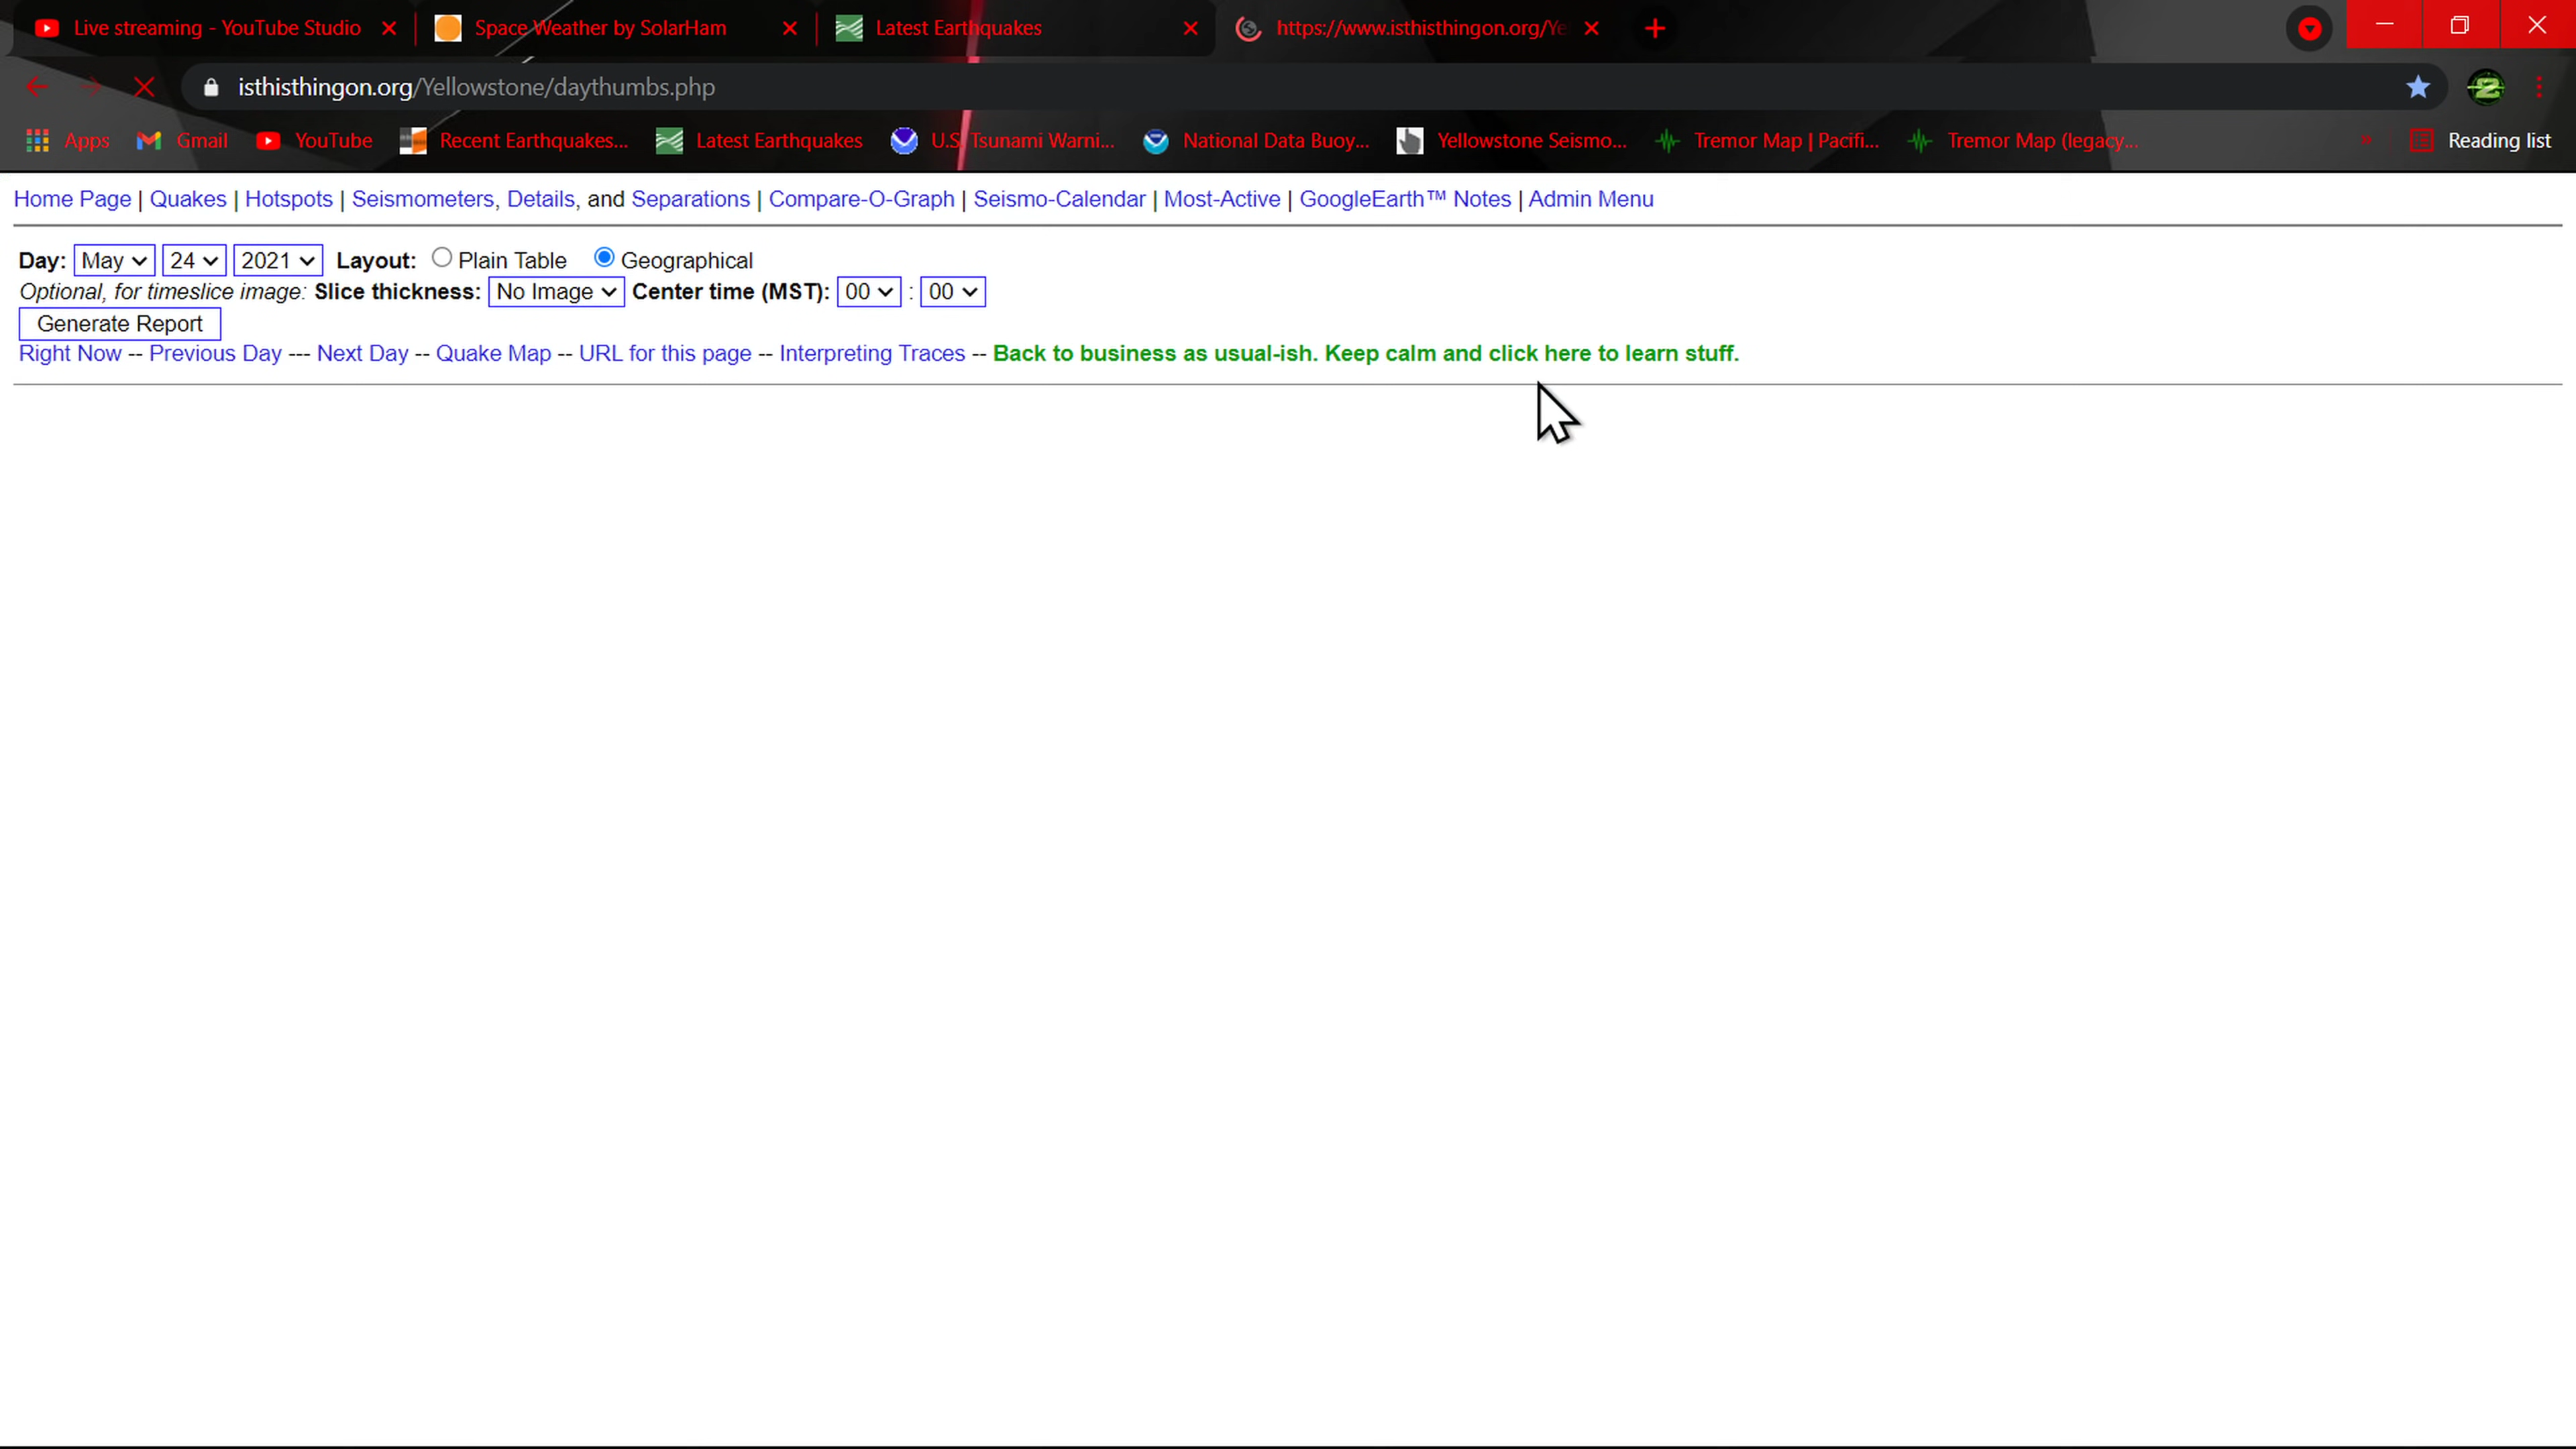 Live streaming - YouTube Studio Space Weather by SolarHam Latest Earthquakes https://www.isthisthingon.org/Ye
isthisthingon.org/Yellowstone/daythumbs.php
Apps Gmail YouTube Recent Earthquakes... Latest Earthquakes U.S. Tsunami Warni... National Data Buoy... Yellowstone Seismo... Tremor Map | Pacifi... Tremor Map (legacy... » Reading list
Home Page | Quakes | Hotspots | Seismometers, Details, and Separations | Compare-O-Graph | Seismo-Calendar | Most-Active | GoogleEarth™ Notes | Admin Menu
Day: May 24 2021 Layout: Plain Table Geographical
Optional, for timeslice image: Slice thickness: No Image Center time (MST): 00 : 00
Generate Report
Right Now -- Previous Day --- Next Day -- Quake Map -- URL for this page -- Interpreting Traces -- Back to business as usual-ish. Keep calm and click here to learn stuff.